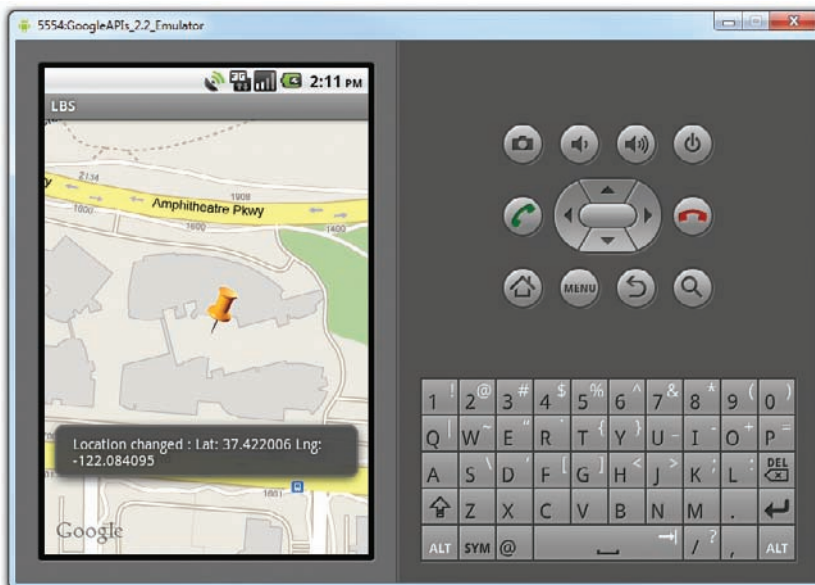 5554:GoogleAPIs_2.2_Emulator
3G
2:11 PM
LBS
2134
y
1908
Amphitheatre Pkwy
1600
1600
1400
Location changed : Lat: 37.422006 Lng:
-122.084095
1661
Google
MENU
1 ! 2 @ 3 # 4 $ 5 % 6 ^ 7 & 8 * 9 ( 0 )
Q | W ~ E " R ` T { Y } U _ I - O + P =
A S \ D ' F [ G ] H < J > K ; L : DEL
Z X C V B N M .
ALT SYM @ / ? , ALT